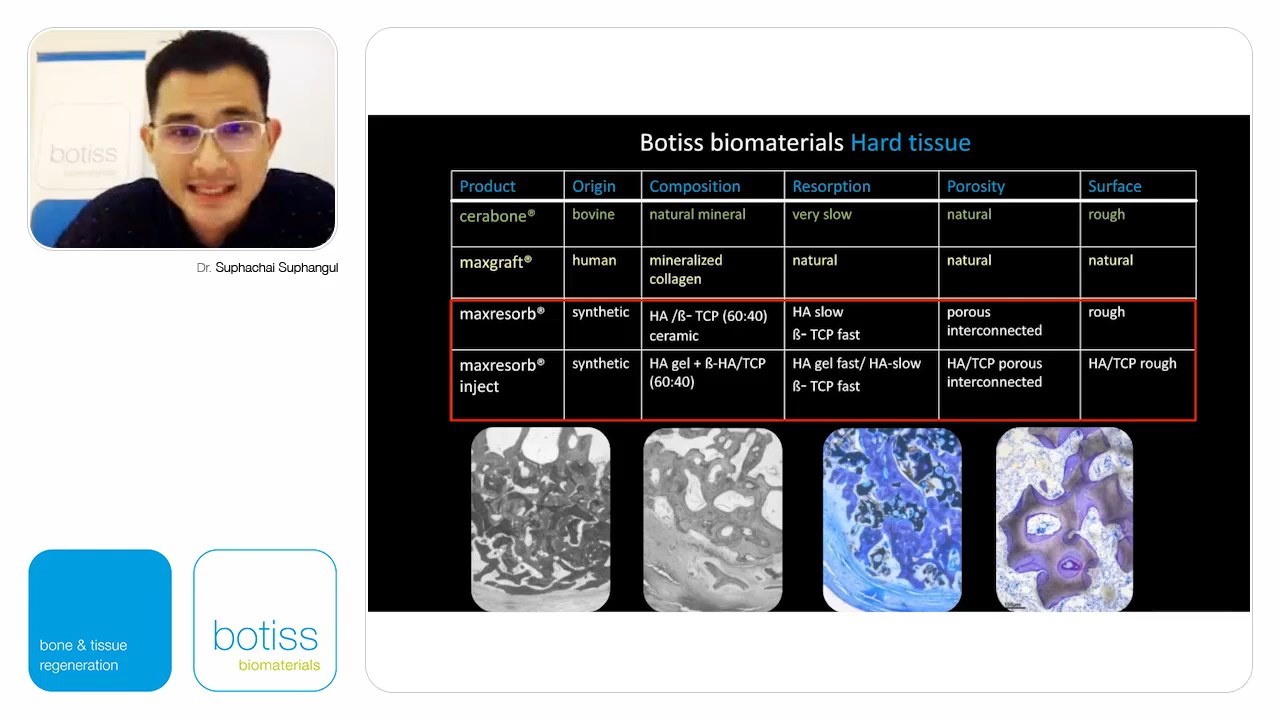 botiss
Dr. Suphachai Suphangul
bone & tissue
regeneration
botiss
biomaterials
Botiss biomaterials Hard tissue
Product Origin Composition Resorption Porosity Surface
cerabone® bovine natural mineral very slow natural rough
maxgraft® human mineralized collagen natural natural natural
maxresorb® synthetic HA /ß- TCP (60:40) ceramic HA slow ß- TCP fast porous interconnected rough
maxresorb® inject synthetic HA gel + ß-HA/TCP (60:40) HA gel fast/ HA-slow ß- TCP fast HA/TCP porous interconnected HA/TCP rough